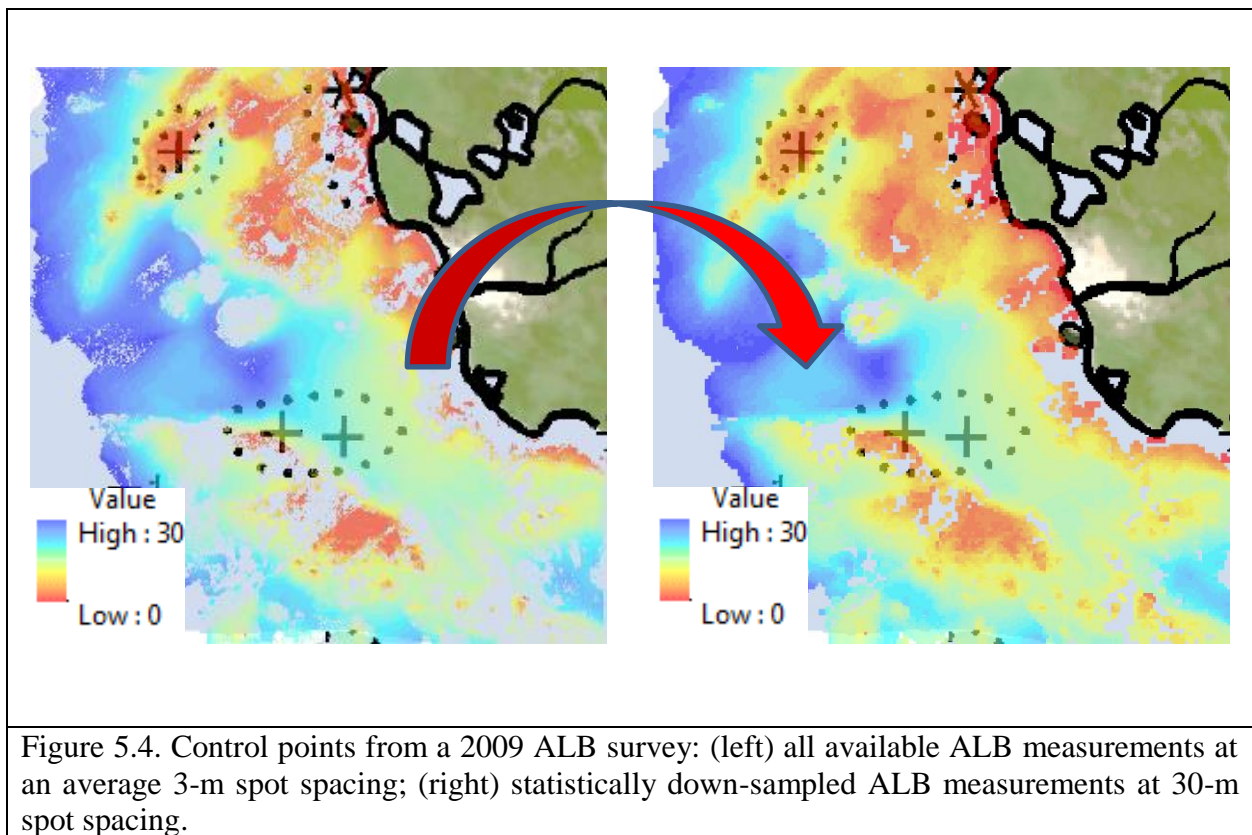 Value
High : 30
Low : 0
Value
High : 30
Low : 0
Figure 5.4. Control points from a 2009 ALB survey: (left) all available ALB measurements at
an average 3-m spot spacing; (right) statistically down-sampled ALB measurements at 30-m
spot spacing.